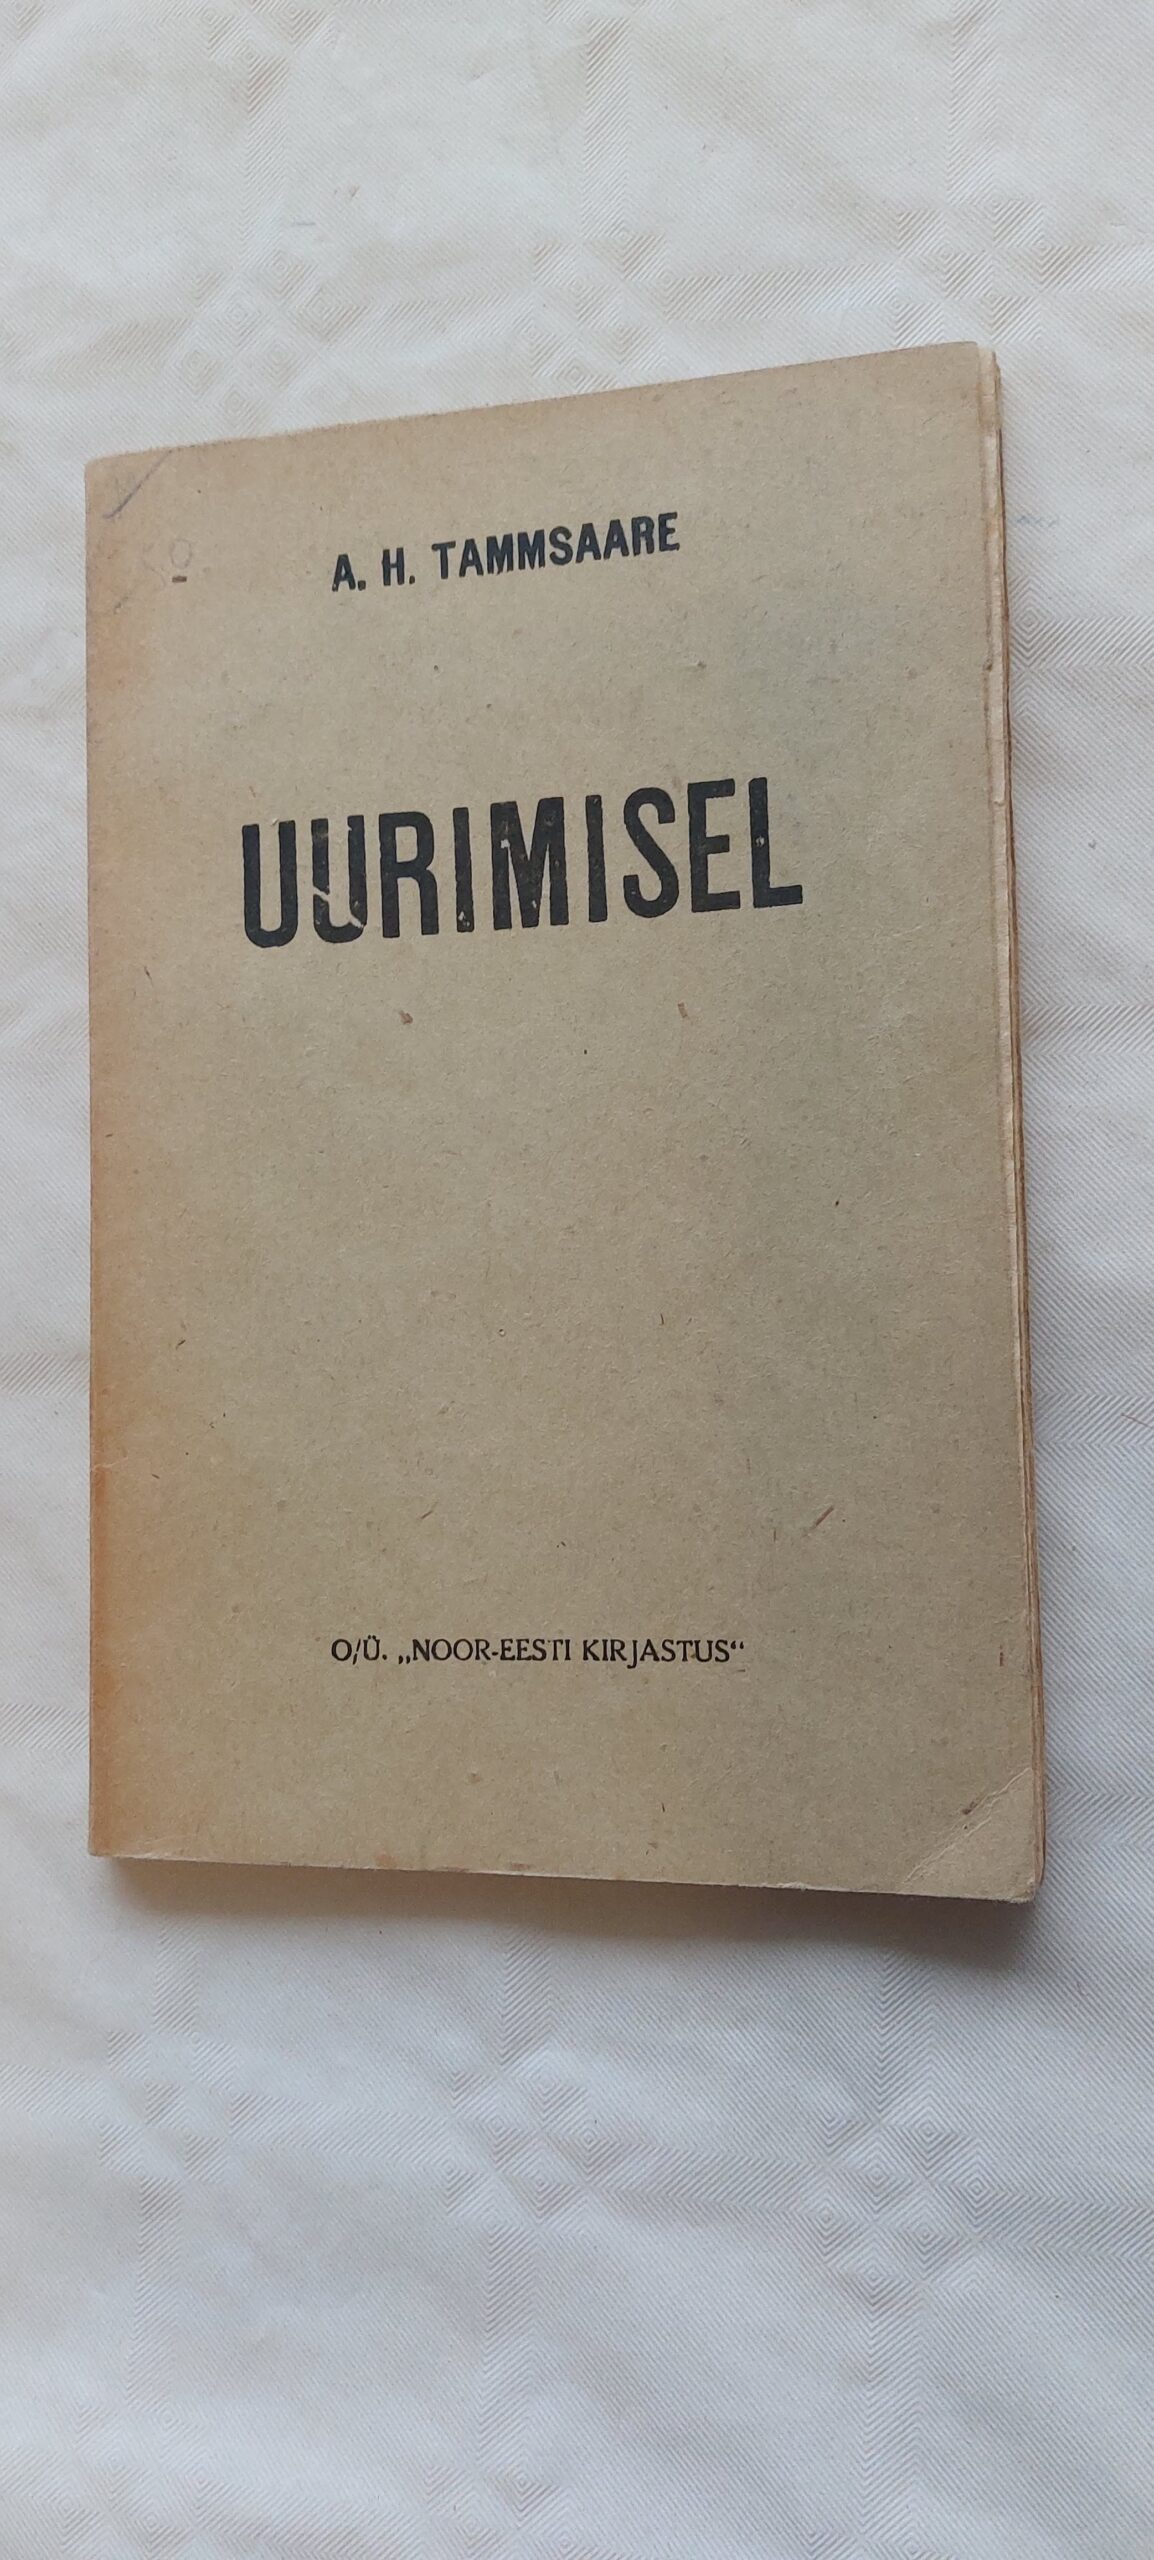 A. H. TAMMSAARE
UURIMISEL
O/Ü. „NOOR-EESTI KIRJASTUS“